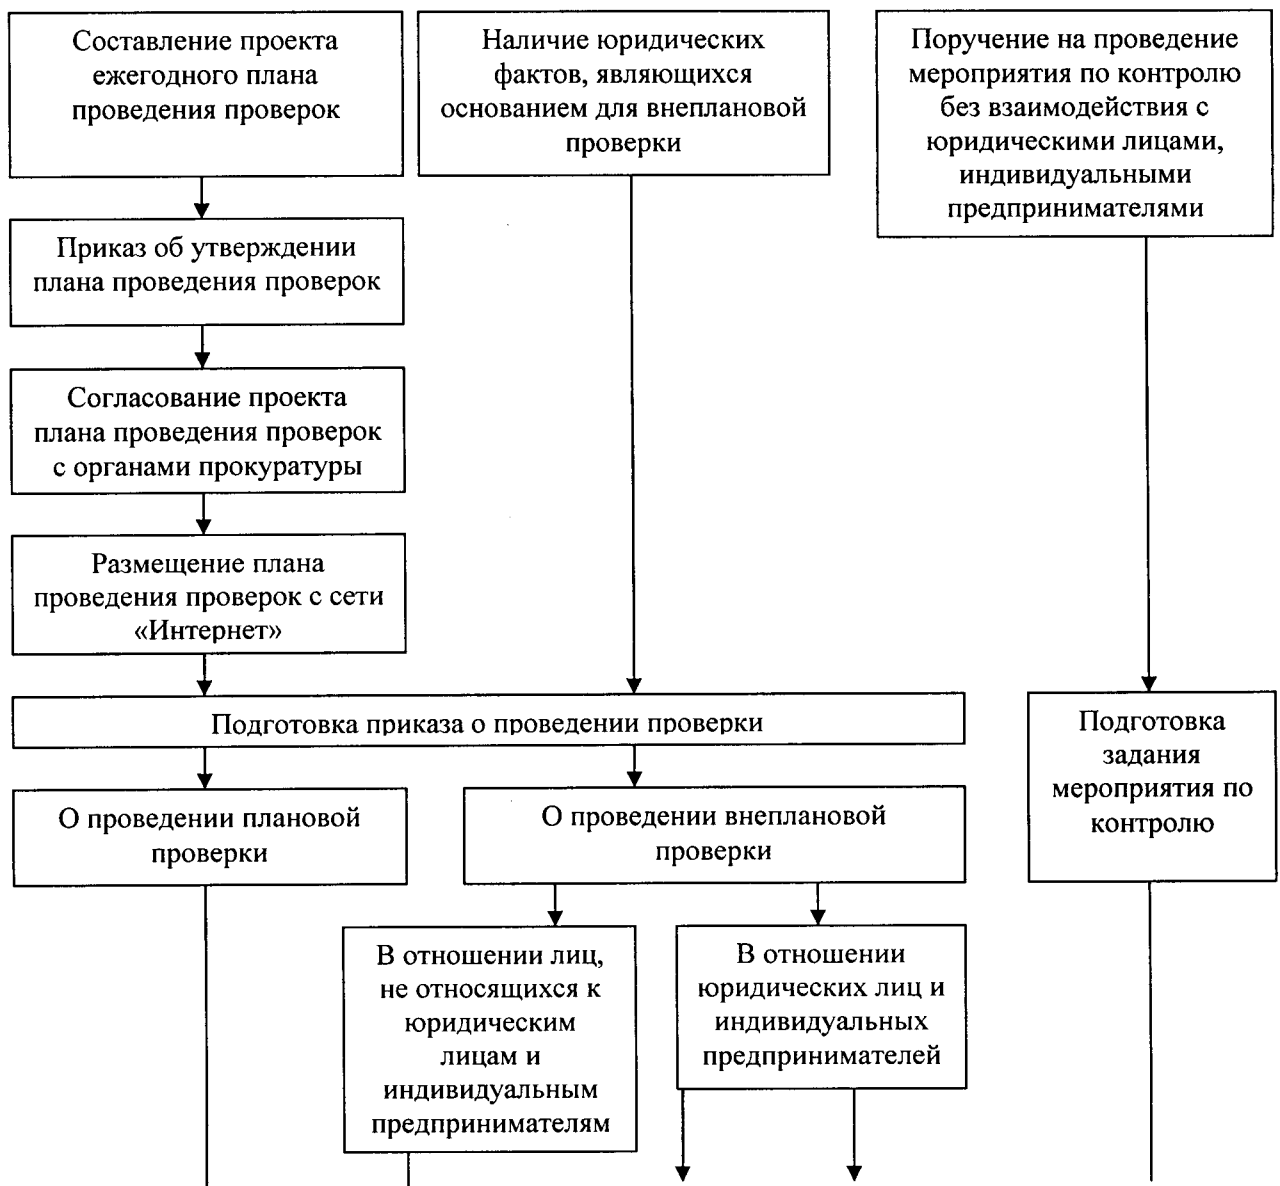 Составление проекта
ежегодного плана
проведения проверок
Наличие юридических
фактов, являющихся
основанием для внеплановой
проверки
Поручение на проведение
мероприятия по контролю
без взаимодействия с
юридическими лицами,
индивидуальными
предпринимателями
Приказ об утверждении
плана проведения проверок
Согласование проекта
плана проведения проверок
с органами прокуратуры
Размещение плана
проведения проверок с сети
«Интернет»
Подготовка приказа о проведении проверки
Подготовка
задания
мероприятия по
контролю
О проведении плановой
проверки
О проведении внеплановой
проверки
В отношении лиц,
не относящихся к
юридическим
лицам и
индивидуальным
предпринимателям
В отношении
юридических лиц и
индивидуальных
предпринимателей